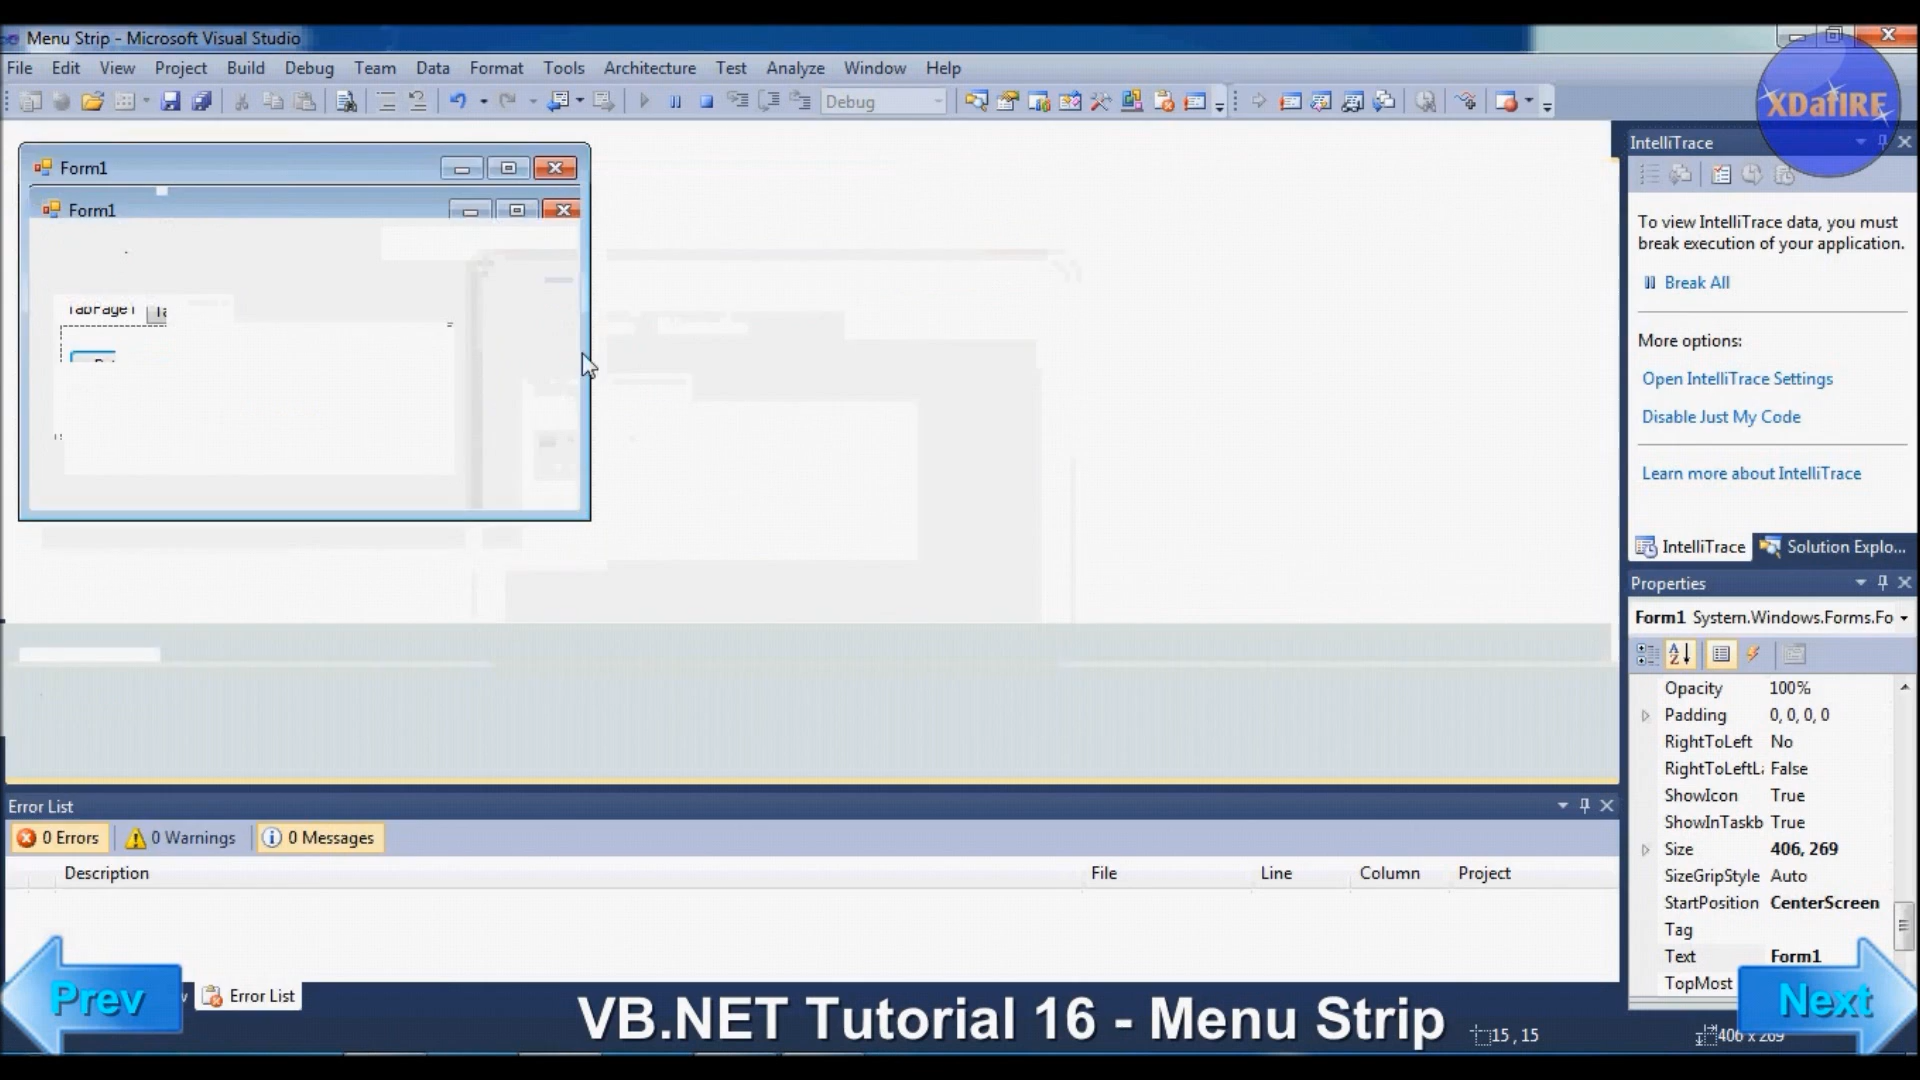 Menu Strip - Microsoft Visual Studio
File Edit View Project Build Debug Team Data Format Tools Architecture Test Analyze Window Help
Debug
XDafIRE
Form1
Form1
TabPage1
IntelliTrace
To view IntelliTrace data, you must
break execution of your application.
Break All
More options:
Open IntelliTrace Settings
Disable Just My Code
Learn more about IntelliTrace
IntelliTrace Solution Explo...
Properties
Form1 System.Windows.Forms.Fo
Opacity 100%
Padding 0, 0, 0, 0
RightToLeft No
RightToLeftLa False
ShowIcon True
ShowInTaskb True
Size 406, 269
SizeGripStyle Auto
StartPosition CenterScreen
Tag
Text Form1
TopMost
Error List
0 Errors 0 Warnings 0 Messages
Description File Line Column Project
Prev
Error List
VB.NET Tutorial 16 - Menu Strip
Next
15 , 15
406 x 269